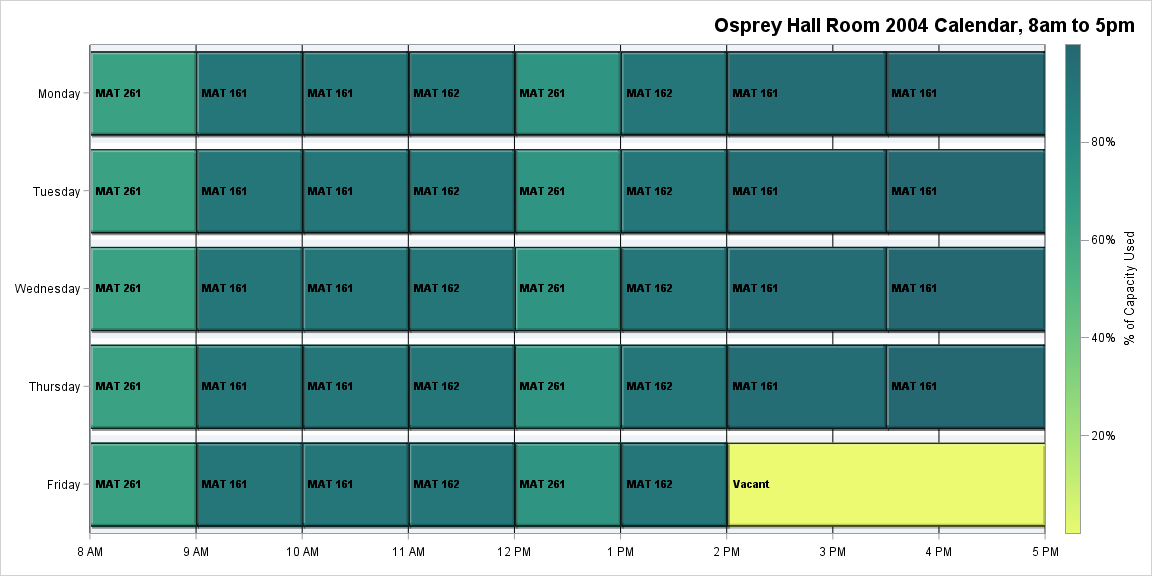 Osprey Hall Room 2004 Calendar, 8am to 5pm
Monday MAT 261 MAT 161 MAT 161 MAT 162 MAT 261 MAT 162 MAT 161 MAT 161
Tuesday MAT 261 MAT 161 MAT 161 MAT 162 MAT 261 MAT 162 MAT 161 MAT 161
Wednesday MAT 261 MAT 161 MAT 161 MAT 162 MAT 261 MAT 162 MAT 161 MAT 161
Thursday MAT 261 MAT 161 MAT 161 MAT 162 MAT 261 MAT 162 MAT 161 MAT 161
Friday MAT 261 MAT 161 MAT 161 MAT 162 MAT 261 MAT 162 Vacant
8 AM 9 AM 10 AM 11 AM 12 PM 1 PM 2 PM 3 PM 4 PM 5 PM
80%
60%
40%
20%
% of Capacity Used